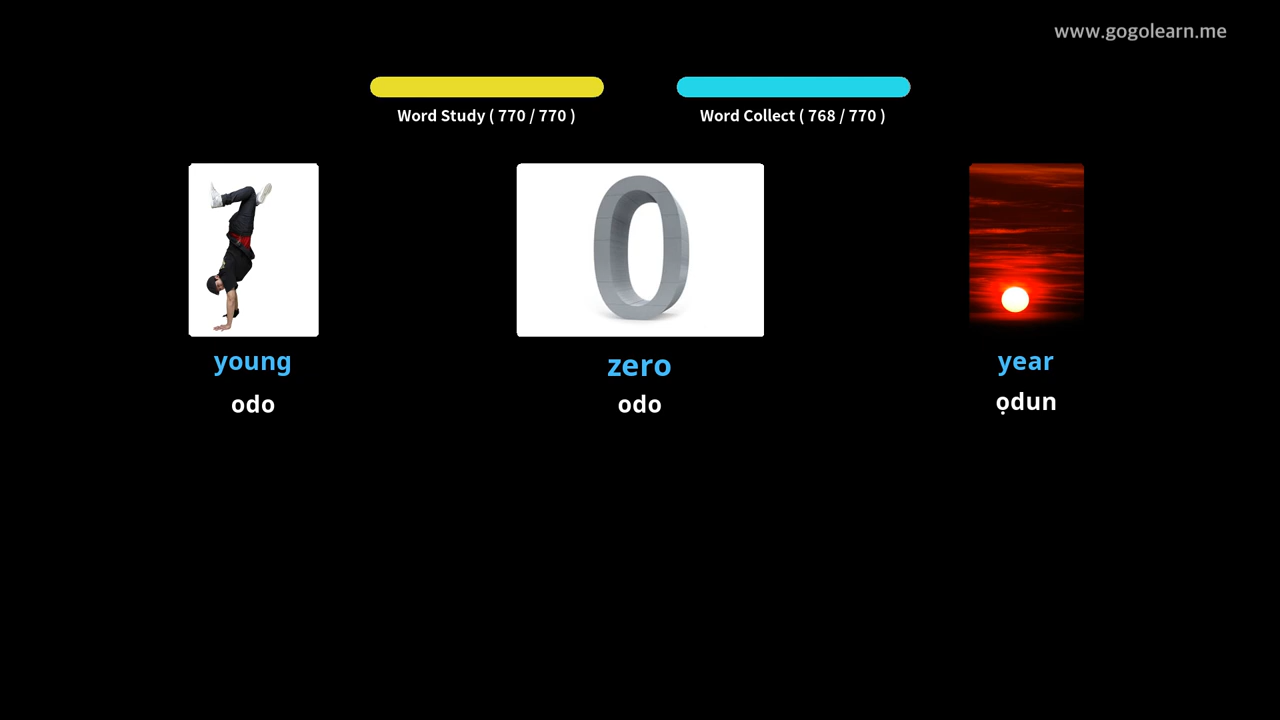 www.gogolearn.me
Word Study ( 770 / 770 )
Word Collect ( 768 / 770 )
young
zero
year
odo
odo
ọdun